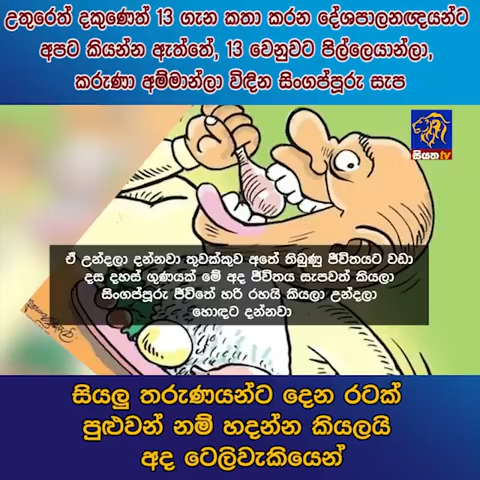 උතුරෙත් දකුණෙත් 13 ගැන කතා කරන දේශපාලනඥයන්ට
අපට කියන්න ඇත්තේ, 13 වෙනුවට පිල්ලෙයාන්ලා,
කරුණා අම්මාන්ලා විඳින සිංගප්පූරු සැප
සියත tv
ඒ උන්දලා දන්නවා තුවක්කුව අතේ තිබුණු ජීවිතයට වඩා
දස දහස් ගුණයක් මේ අද ජීවිතය සැපවත් කියලා
සිංගප්පූරු ජීවිතේ හරි රහයි කියලා උන්දලා
හොඳට දන්නවා
සියලු තරුණයන්ට දෙන රටක්
පුළුවන් නම් හදන්න කියලයි
අද ටෙලිවැකියෙන්